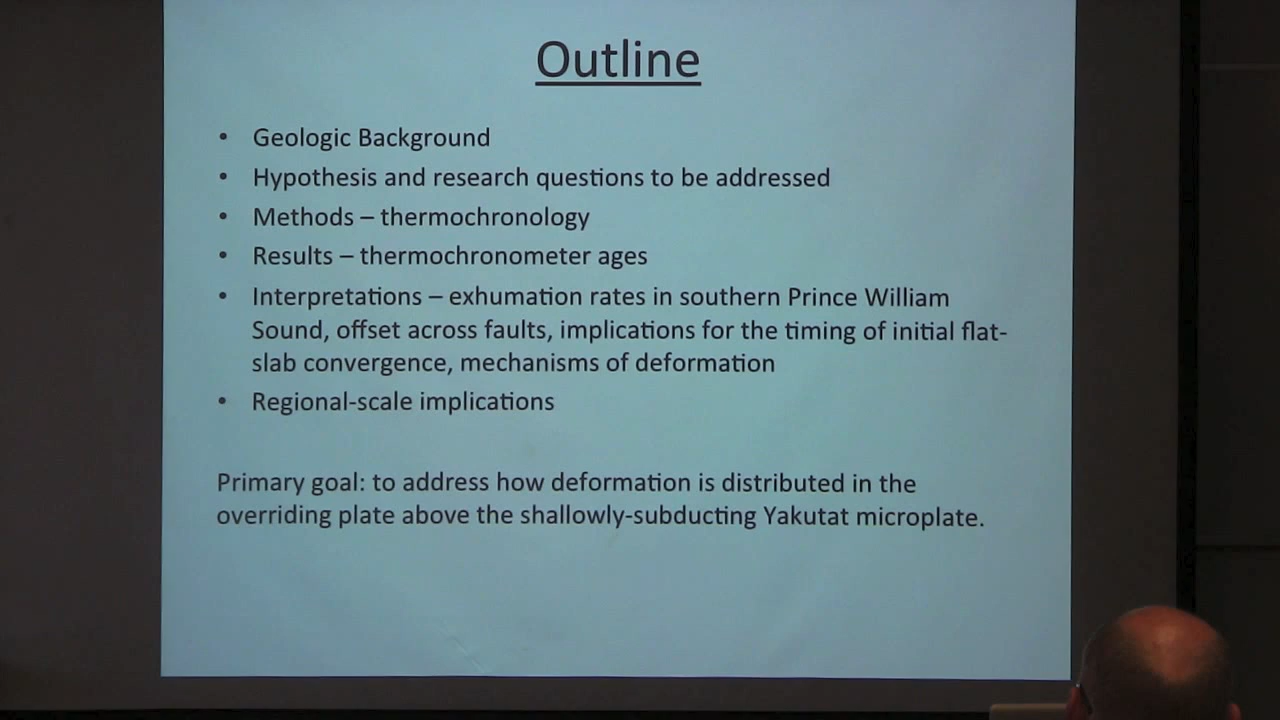 Outline
• Geologic Background
• Hypothesis and research questions to be addressed
• Methods – thermochronology
• Results – thermochronometer ages
• Interpretations – exhumation rates in southern Prince William
Sound, offset across faults, implications for the timing of initial flat-
slab convergence, mechanisms of deformation
• Regional-scale implications
Primary goal: to address how deformation is distributed in the
overriding plate above the shallowly-subducting Yakutat microplate.